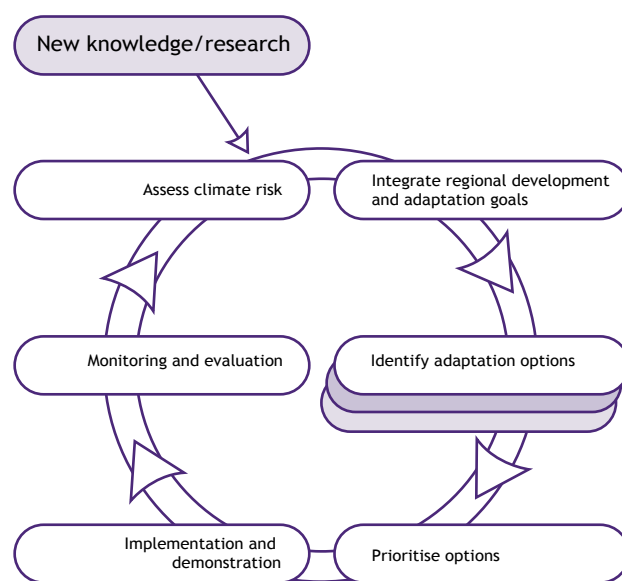 New knowledge/research
Assess climate risk
Integrate regional development
and adaptation goals
Monitoring and evaluation
Identify adaptation options
Implementation and
demonstration
Prioritise options